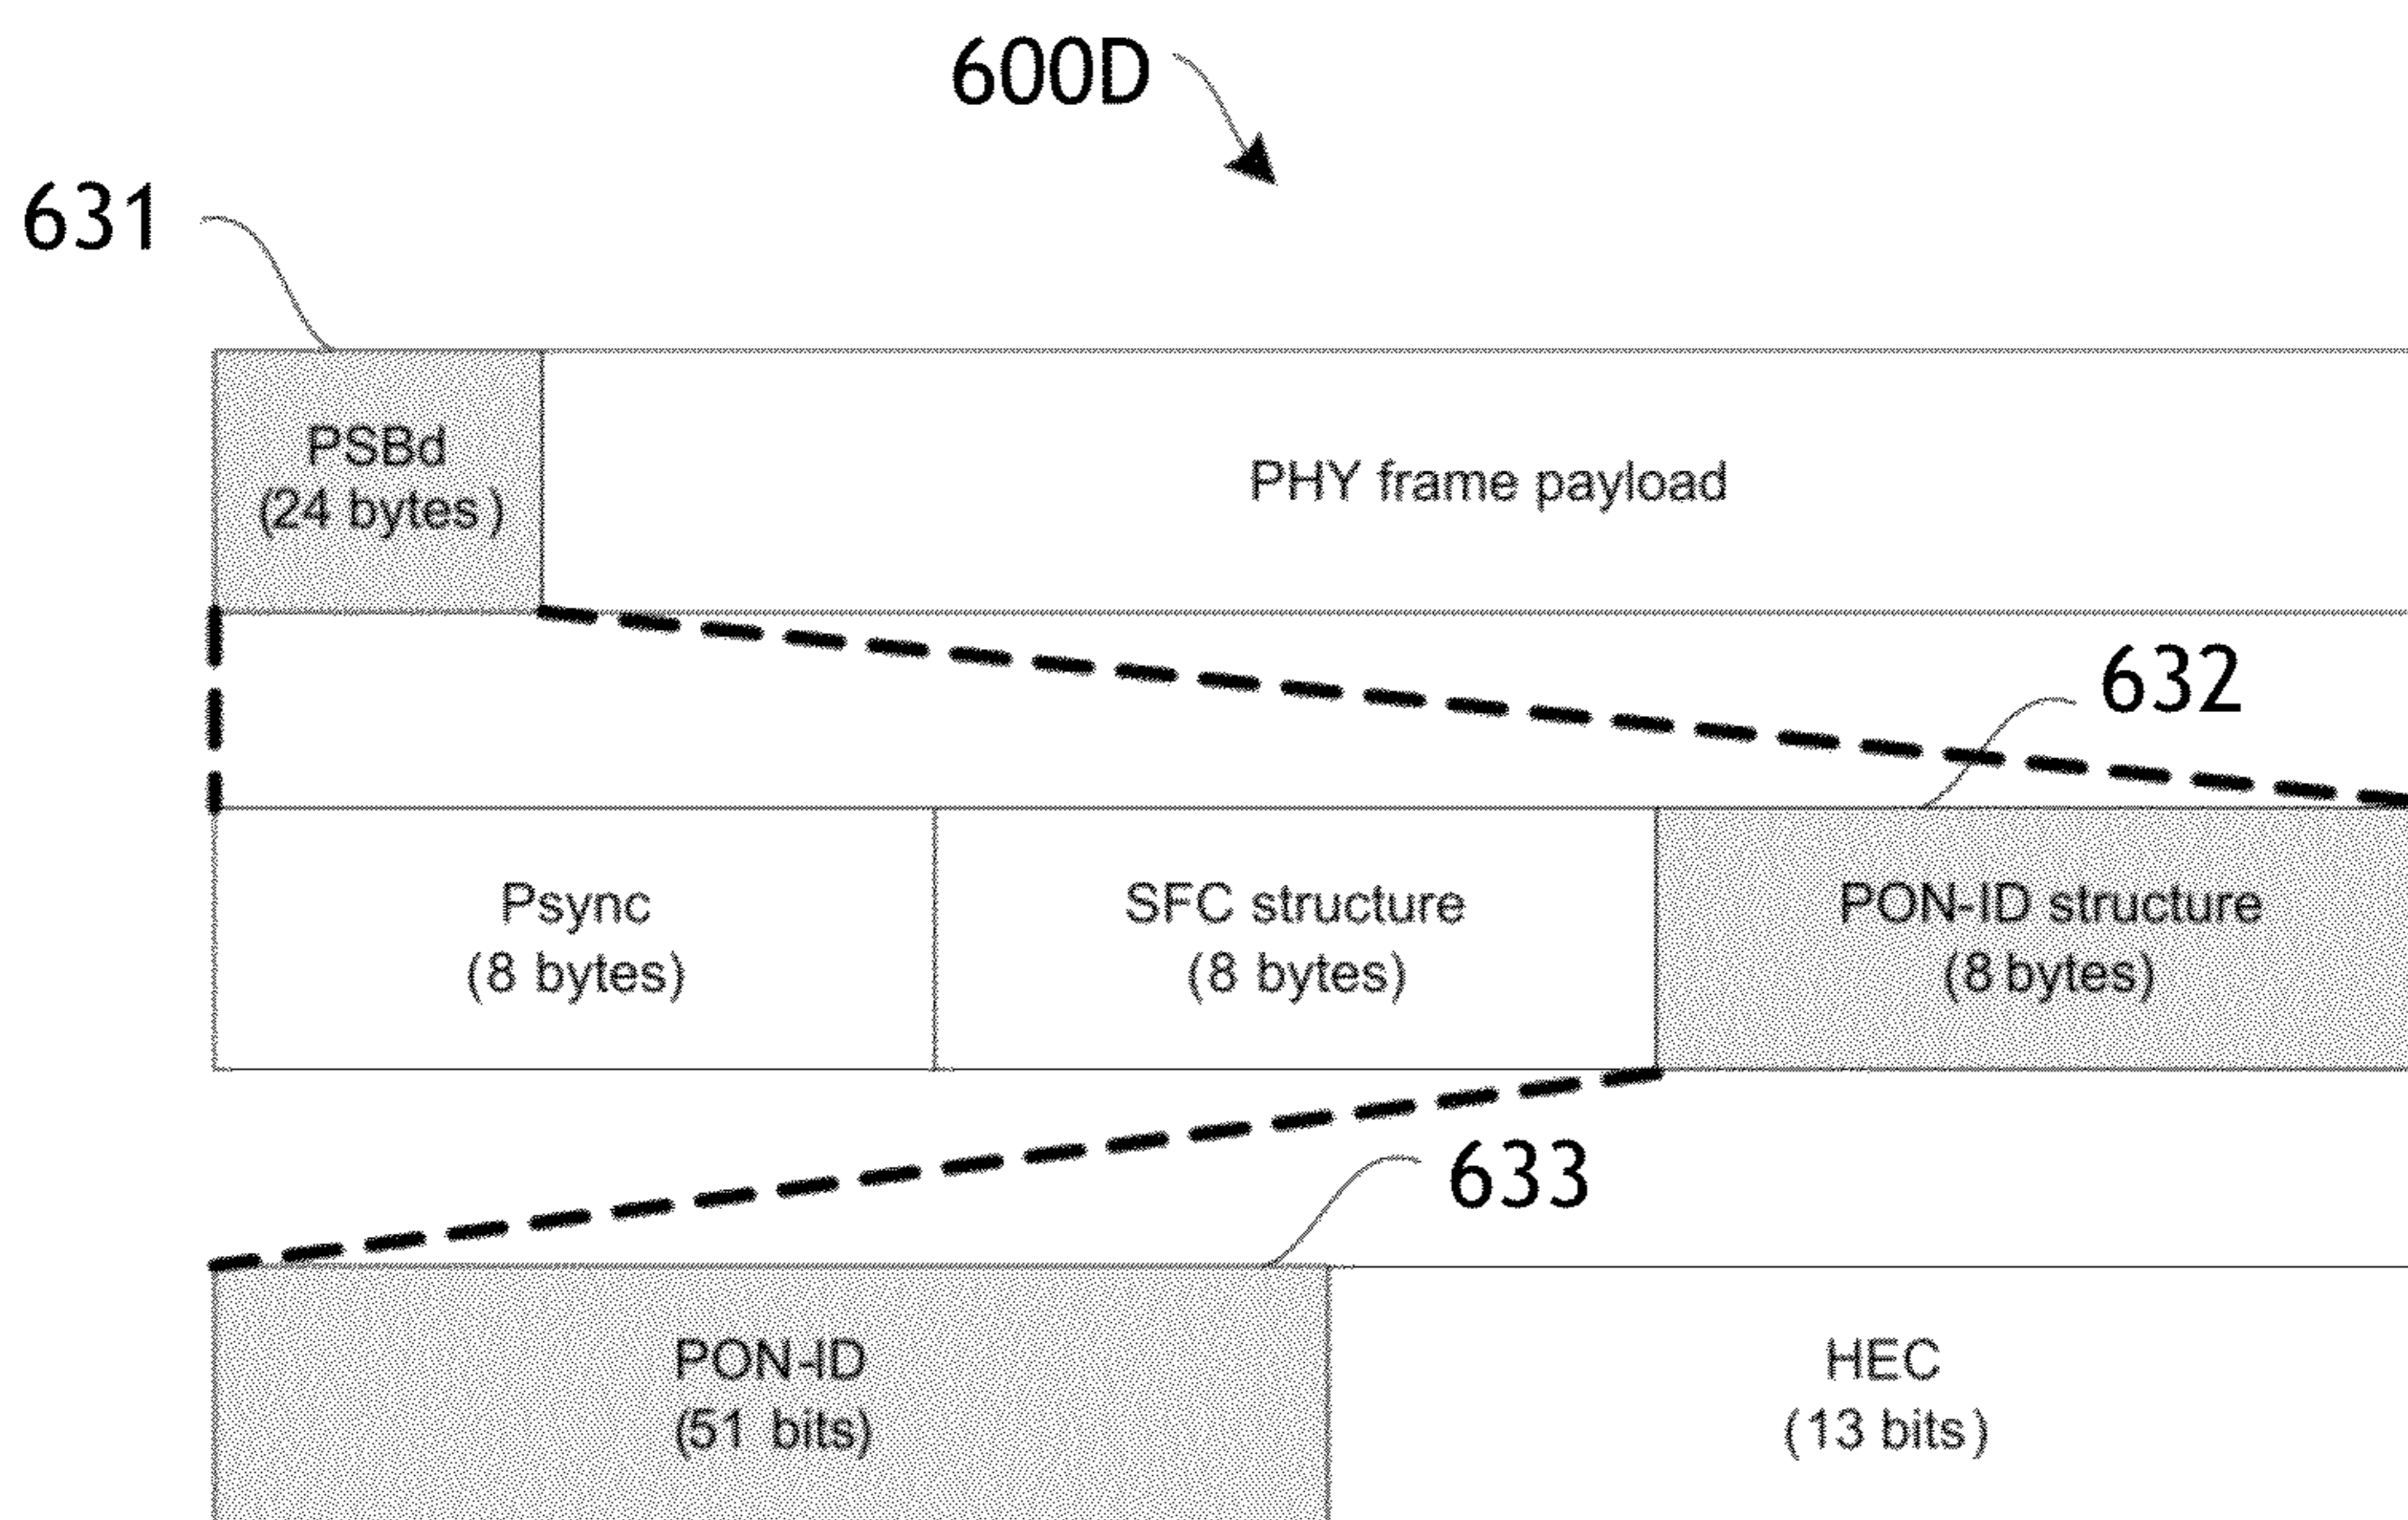 600D
631
PSBd
(24 bytes)
PHY frame payload
632
Psync
(8 bytes)
SFC structure
(8 bytes)
PON-ID structure
(8 bytes)
633
PON-ID
(51 bits)
HEC
(13 bits)